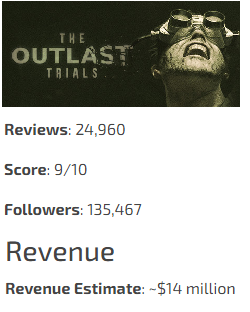 THE
OUTLAST
TRIALS
Reviews: 24,960
Score: 9/10
Followers: 135,467
Revenue
Revenue Estimate: ~$14 million